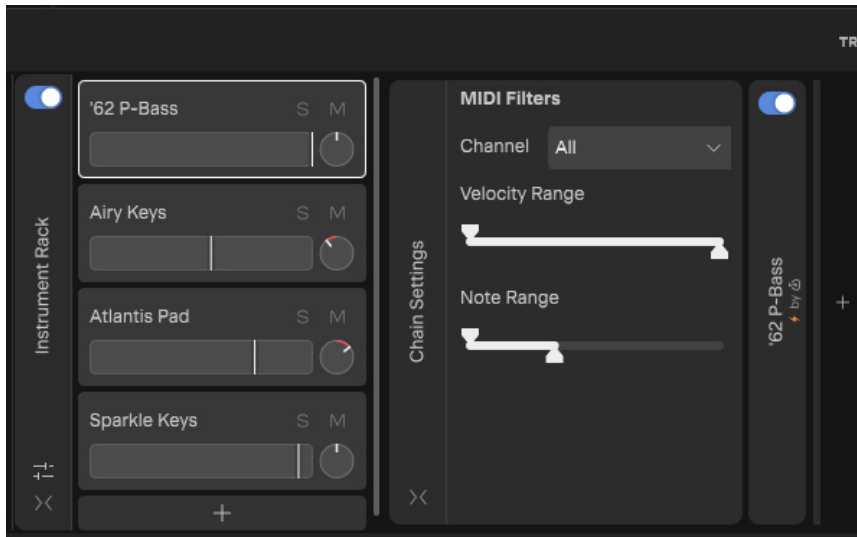 TR
Instrument Rack
'62 P-Bass S M
Airy Keys S M
Atlantis Pad S M
Sparkle Keys S M
+
Chain Settings
MIDI Filters
Channel All
Velocity Range
Note Range
'62 P-Bass
by
+